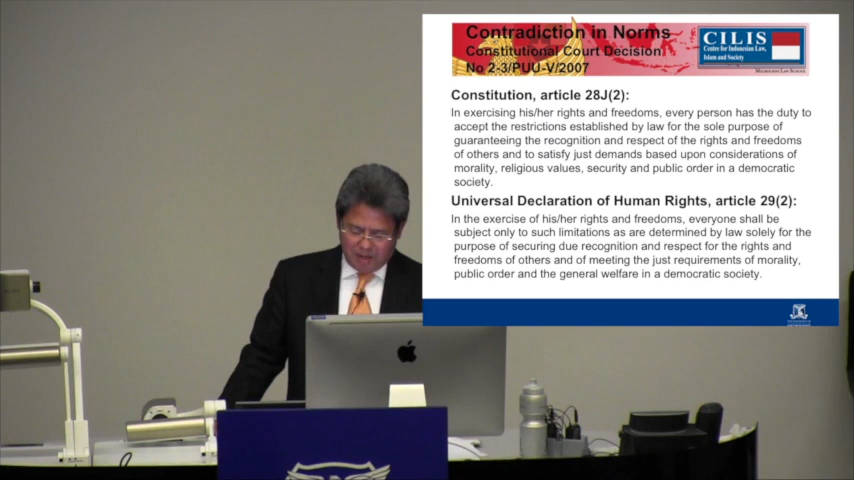 Contradiction in Norms
Constitutional Court Decision
No 2-3/PUU-V/2007
CILIS
Centre for Indonesian Law,
Islam and Society
MELBOURNE LAW SCHOOL
Constitution, article 28J(2):
In exercising his/her rights and freedoms, every person has the duty to
accept the restrictions established by law for the sole purpose of
guaranteeing the recognition and respect of the rights and freedoms
of others and to satisfy just demands based upon considerations of
morality, religious values, security and public order in a democratic
society.
Universal Declaration of Human Rights, article 29(2):
In the exercise of his/her rights and freedoms, everyone shall be
subject only to such limitations as are determined by law solely for the
purpose of securing due recognition and respect for the rights and
freedoms of others and of meeting the just requirements of morality,
public order and the general welfare in a democratic society.